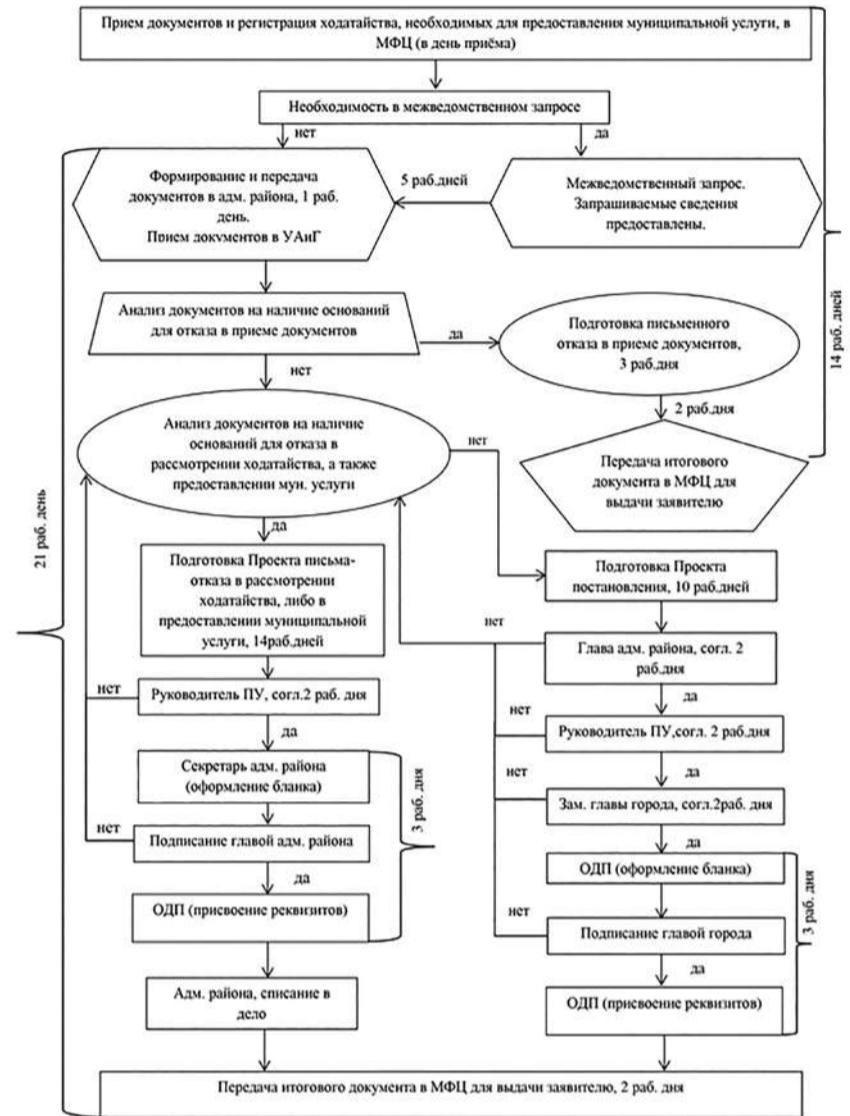 Прием документов и регистрация ходатайства, необходимых для предоставления муниципальной услуги, в
МФЦ (в день приёма)
Необходимость в межведомственном запросе
нет
да
Формирование и передача
документов в адм. района, 1 раб.
день.
Прием документов в УАиГ
5 раб.дней
Межведомственный запрос.
Запрашиваемые сведения
предоставлены.
14 раб. дней
Анализ документов на наличие оснований
для отказа в приеме документов
да
Подготовка письменного
отказа в приеме документов,
3 раб.дня
нет
2 раб.дня
Анализ документов на наличие
оснований для отказа в
рассмотрении ходатайства, а также
предоставлении мун. услуги
нет
Передача итогового
документа в МФЦ для
выдачи заявителю
21 раб. день
да
Подготовка Проекта письма-
отказа в рассмотрении
ходатайства, либо в
предоставлении муниципальной
услуги, 14раб.дней
Подготовка Проекта
постановления, 10 раб.дней
нет
Глава адм. района, согл. 2
раб.дня
да
нет
Руководитель ПУ, согл.2 раб. дня
да
нет
Руководитель ПУ,согл. 2 раб.дня
да
Секретарь адм. района
(оформление бланка)
3 раб. дня
нет
Зам. главы города, согл.2раб. дня
да
нет
Подписание главой адм. района
да
ОДП (оформление бланка)
3 раб. дня
ОДП (присвоение реквизитов)
нет
Подписание главой города
да
Адм. района, списание в
дело
ОДП (присвоение реквизитов)
Передача итогового документа в МФЦ для выдачи заявителю, 2 раб. дня